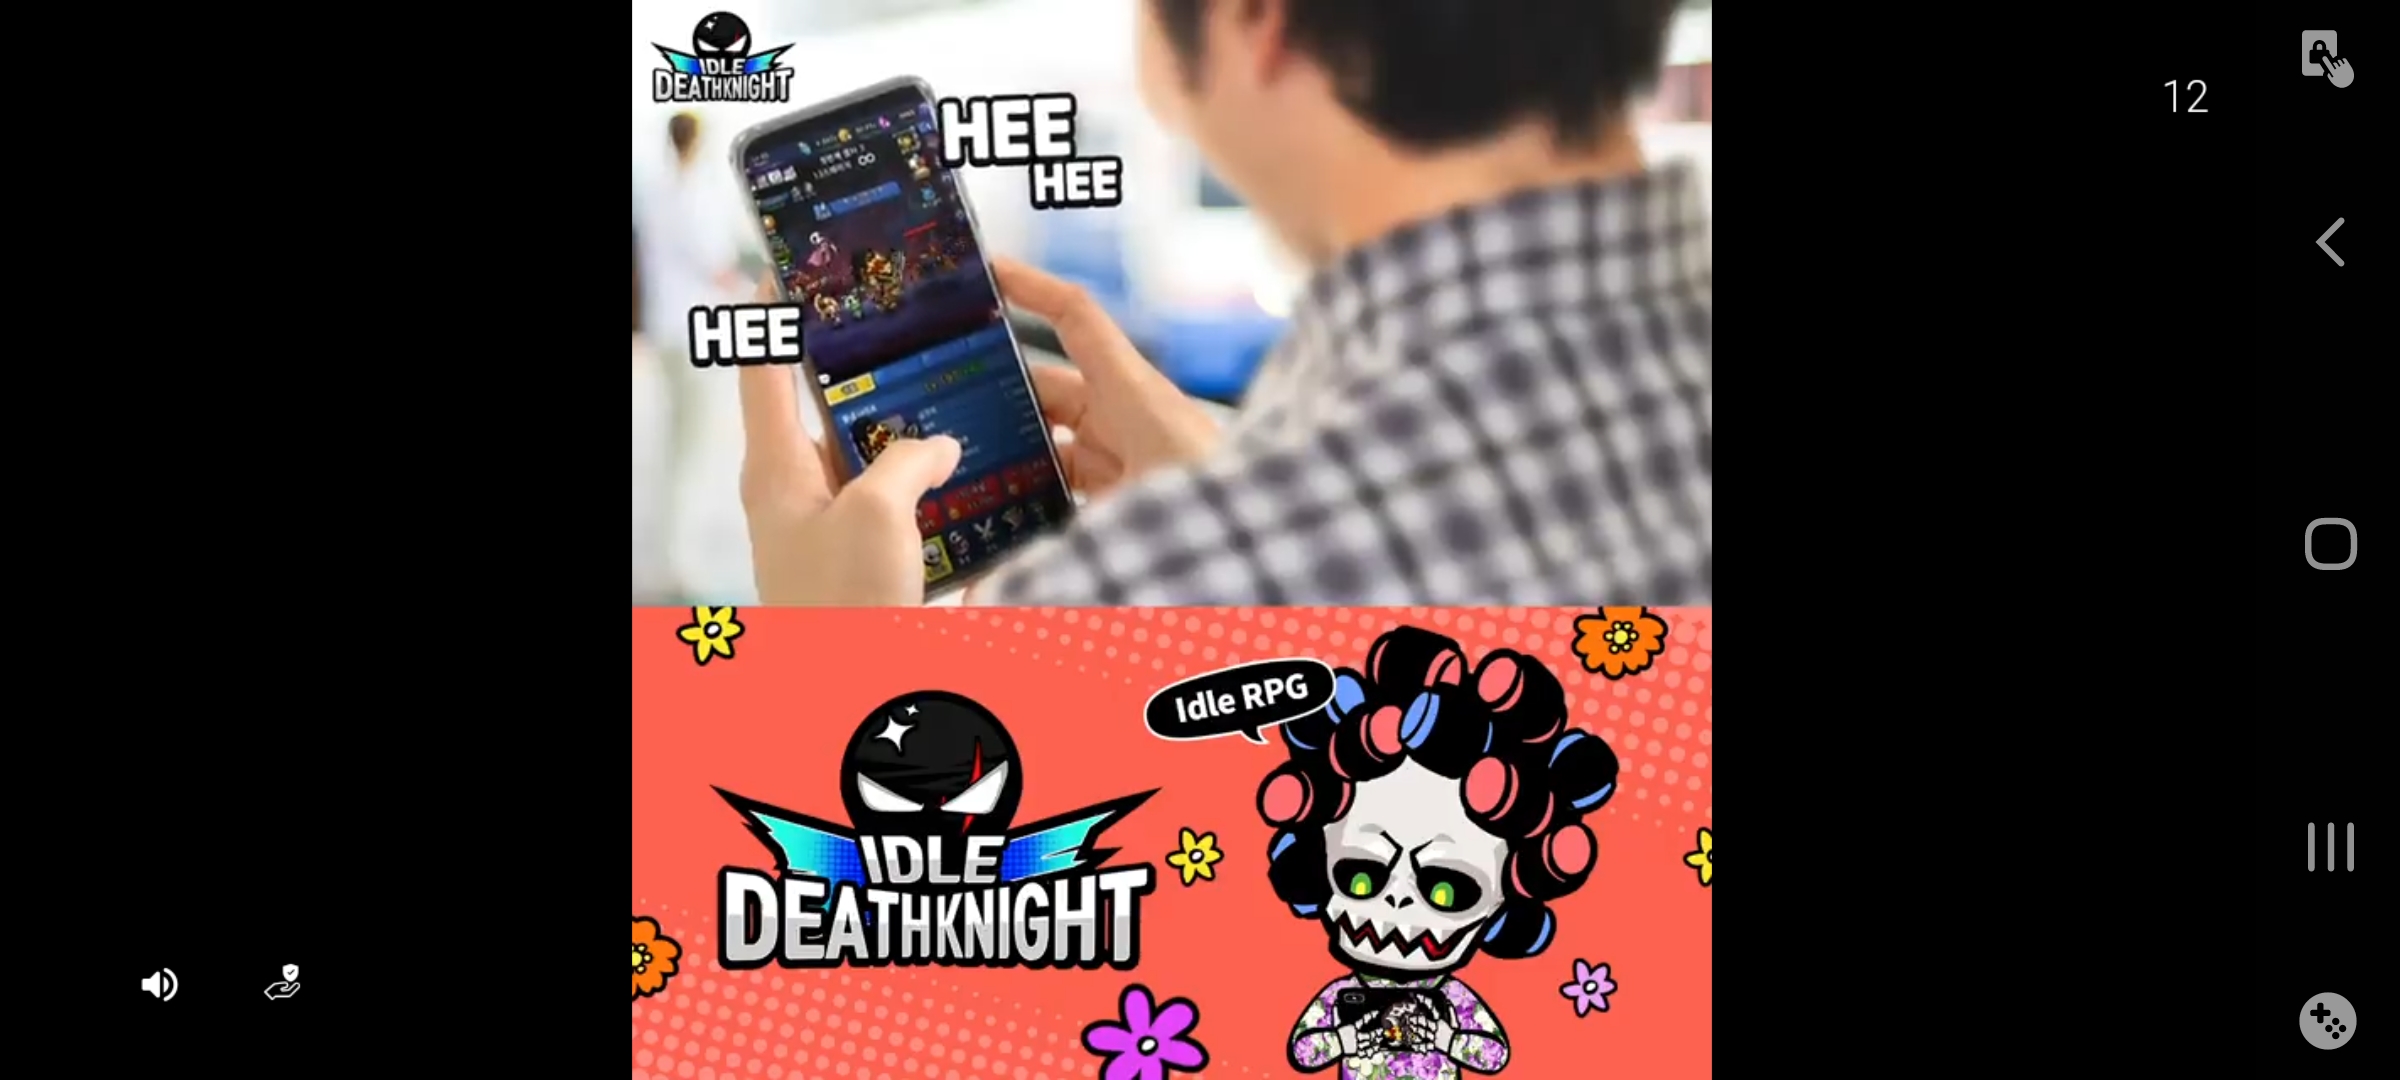 IDLE
DEATHKNIGHT
HEE
HEE
12
HEE
Idle RPG
IDLE
DEATHKNIGHT